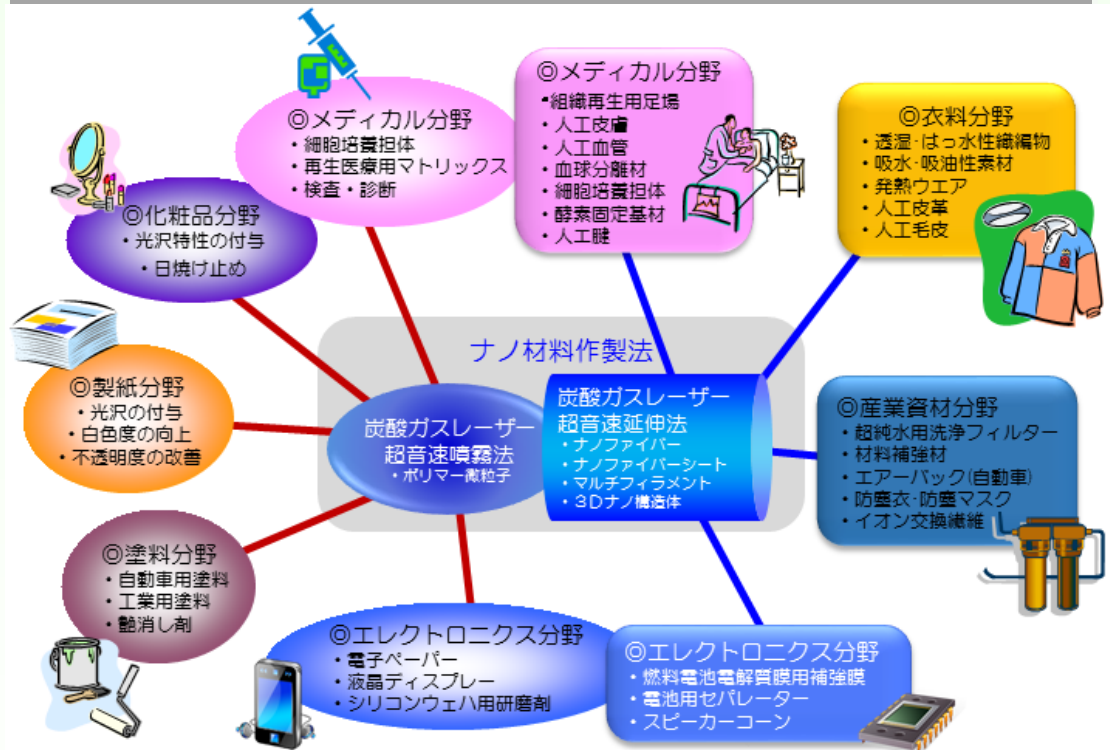 ◎メディカル分野
・細胞培養担体
・再生医療用マトリックス
・検査・診断
◎メディカル分野
・組織再生用足場
・人工皮膚
・人工血管
・血球分離材
・細胞培養担体
・酵素固定基材
・人工腱
◎衣料分野
・透湿・はっ水性織編物
・吸水・吸油性素材
・発熱ウエア
・人工皮革
・人工毛皮
◎化粧品分野
・光沢特性の付与
・日焼け止め
ナノ材料作製法
◎製紙分野
・光沢の付与
・白色度の向上
・不透明度の改善
炭酸ガスレーザー
超音速噴霧法
・ポリマー微粒子
炭酸ガスレーザー
超音速延伸法
・ナノファイバー
・ナノファイバーシート
・マルチフィラメント
・３Dナノ構造体
◎産業資材分野
・超純水用洗浄フィルター
・材料補強材
・エアーバック(自動車)
・防塵衣・防塵マスク
・イオン交換繊維
◎塗料分野
・自動車用塗料
・工業用塗料
・艶消し剤
◎エレクトロニクス分野
・電子ペーパー
・液晶ディスプレー
・シリコンウェハ用研磨剤
◎エレクトロニクス分野
・燃料電池電解質膜用補強膜
・電池用セパレーター
・スピーカーコーン